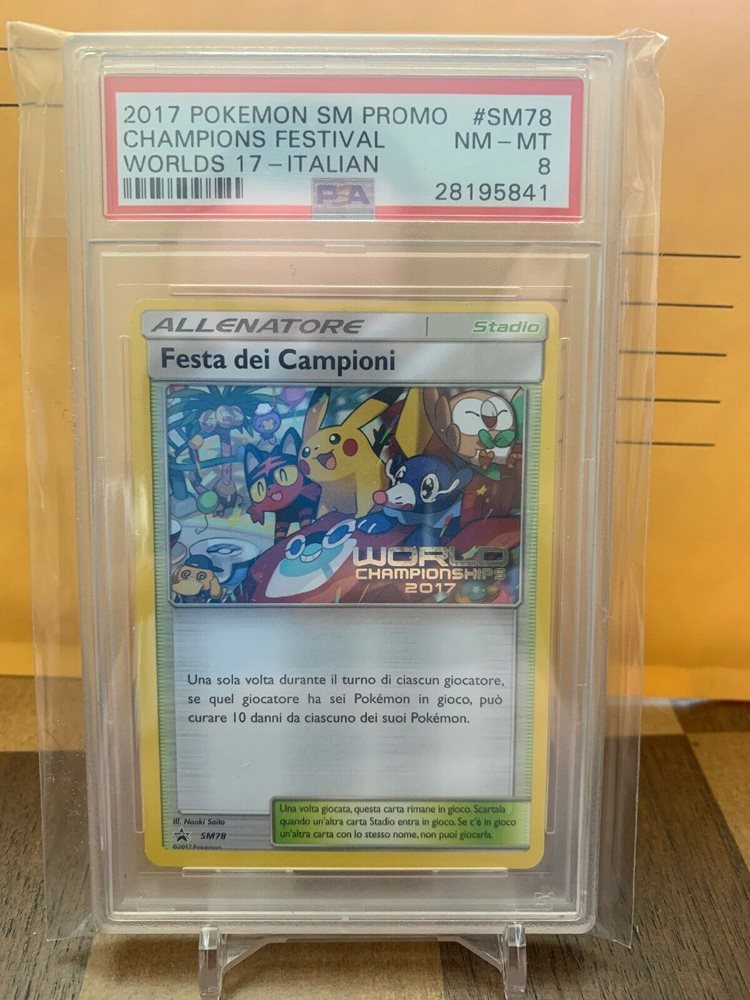 2017 POKEMON SM PROMO #SM78
CHAMPIONS FESTIVAL NM - MT
WORLDS 17 - ITALIAN 8
PSA 28195841
ALLENATORE Stadio
Festa dei Campioni
WORLD
CHAMPIONSHIPS
2017
Una sola volta durante il turno di ciascun giocatore,
se quel giocatore ha sei Pokémon in gioco, può
curare 10 danni da ciascuno dei suoi Pokémon.
Una volta giocata, questa carta rimane in gioco. Scartala
quando un'altra carta Stadio entra in gioco. Se c'è in gioco
un'altra carta con lo stesso nome, non puoi giocarla.
Ill. Naoki Saito
SM78
©2017 Pokémon